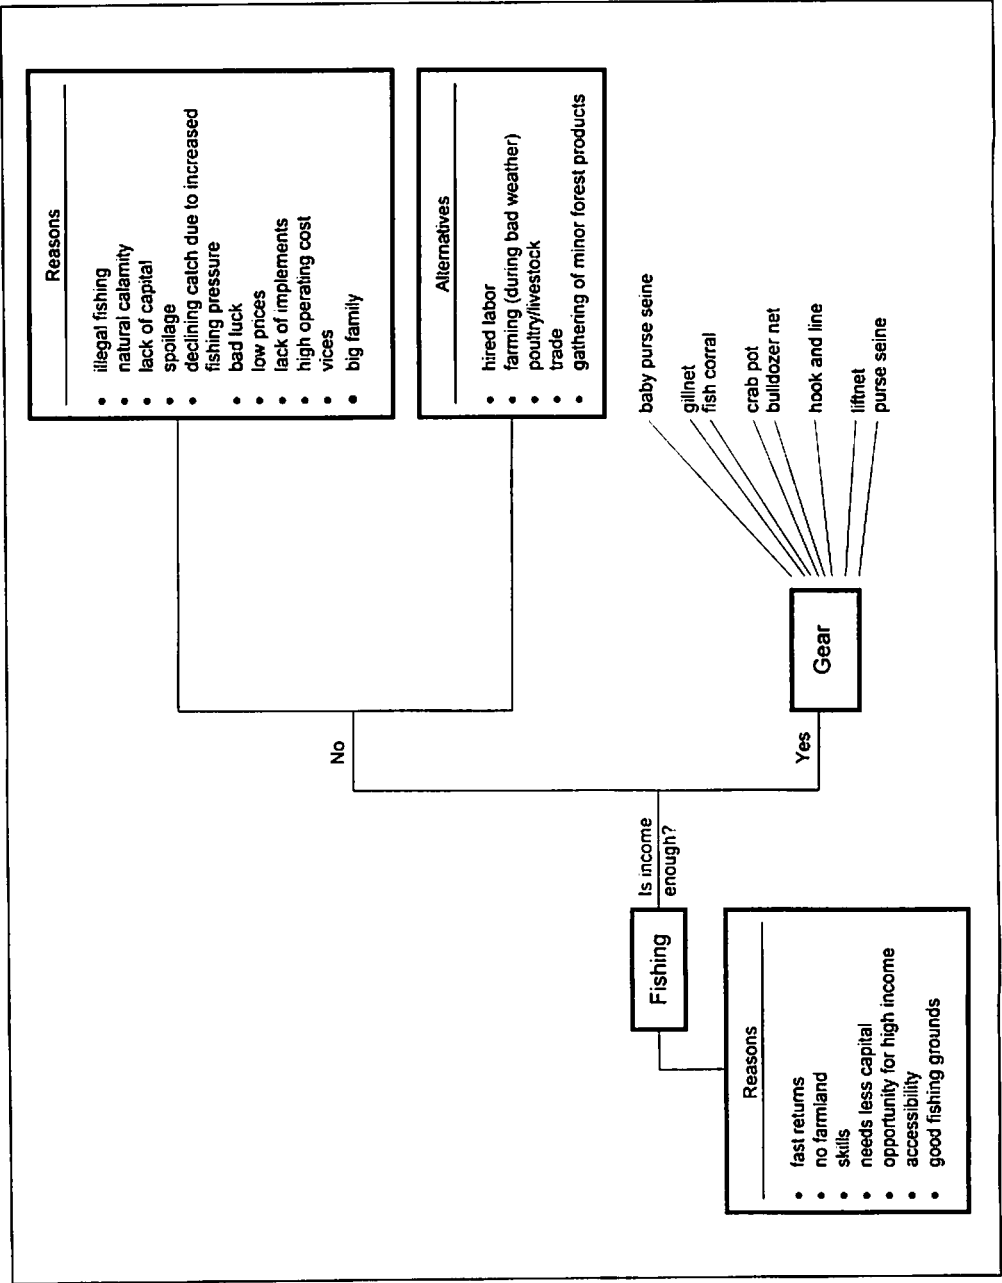 Reasons
illegal fishing
natural calamity
lack of capital
spoilage
declining catch due to increased
fishing pressure
bad luck
low prices
lack of implements
high operating cost
vices
big family
No
Alternatives
hired labor
farming (during bad weather)
poultry/livestock
trade
gathering of minor forest products
Fishing
Is income
enough?
Reasons
fast returns
no farmland
skills
needs less capital
opportunity for high income
accessibility
good fishing grounds
Yes
Gear
baby purse seine
gillnet
fish corral
crab pot
bulldozer net
hook and line
liftnet
purse seine